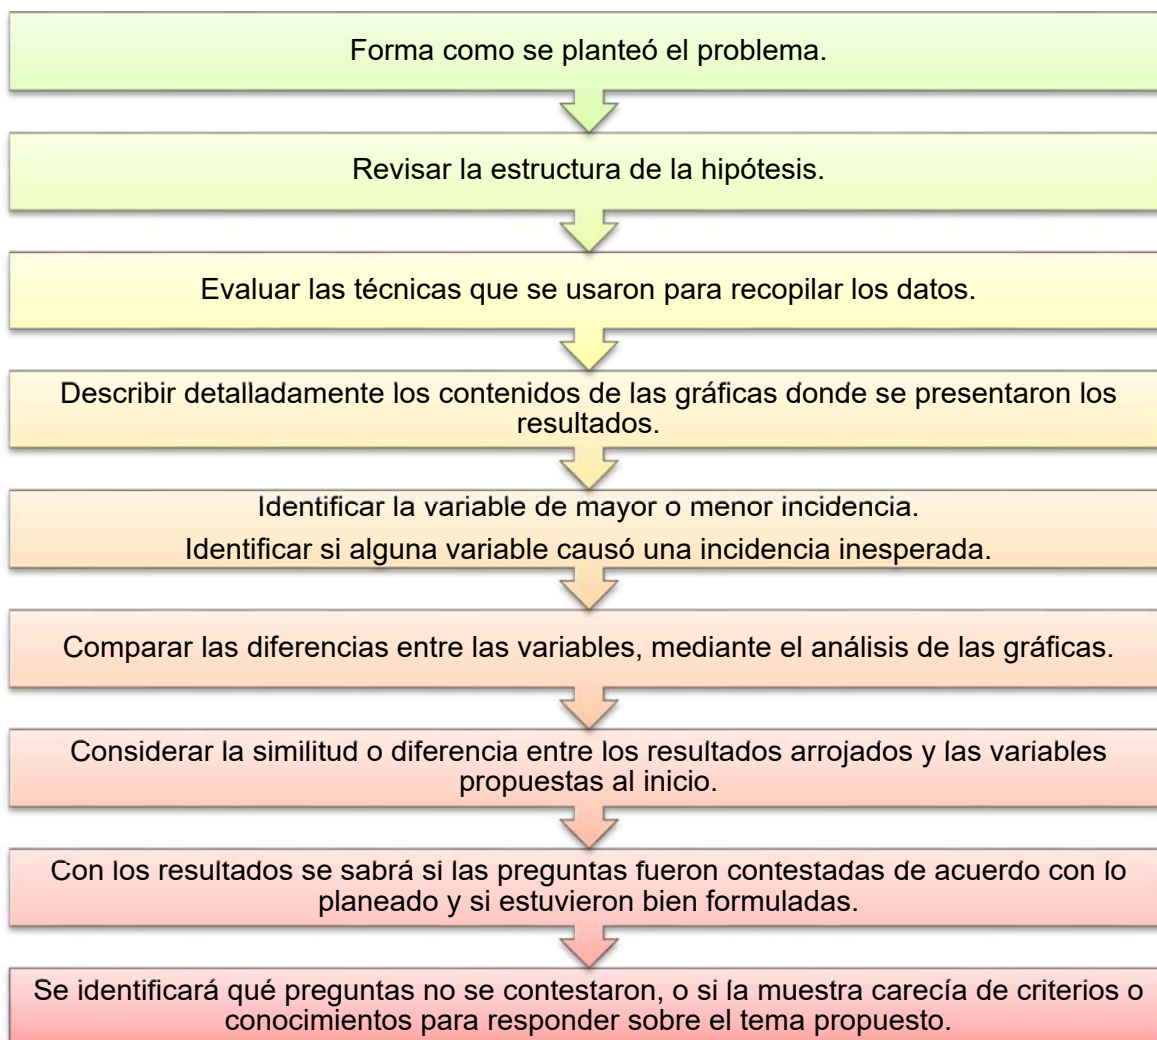 Forma como se planteó el problema.
Revisar la estructura de la hipótesis.
Evaluar las técnicas que se usaron para recopilar los datos.
Describir detalladamente los contenidos de las gráficas donde se presentaron los
resultados.
Identificar la variable de mayor o menor incidencia.
Identificar si alguna variable causó una incidencia inesperada.
Comparar las diferencias entre las variables, mediante el análisis de las gráficas.
Considerar la similitud o diferencia entre los resultados arrojados y las variables
propuestas al inicio.
Con los resultados se sabrá si las preguntas fueron contestadas de acuerdo con lo
planeado y si estuvieron bien formuladas.
Se identificará qué preguntas no se contestaron, o si la muestra carecía de criterios o
conocimientos para responder sobre el tema propuesto.